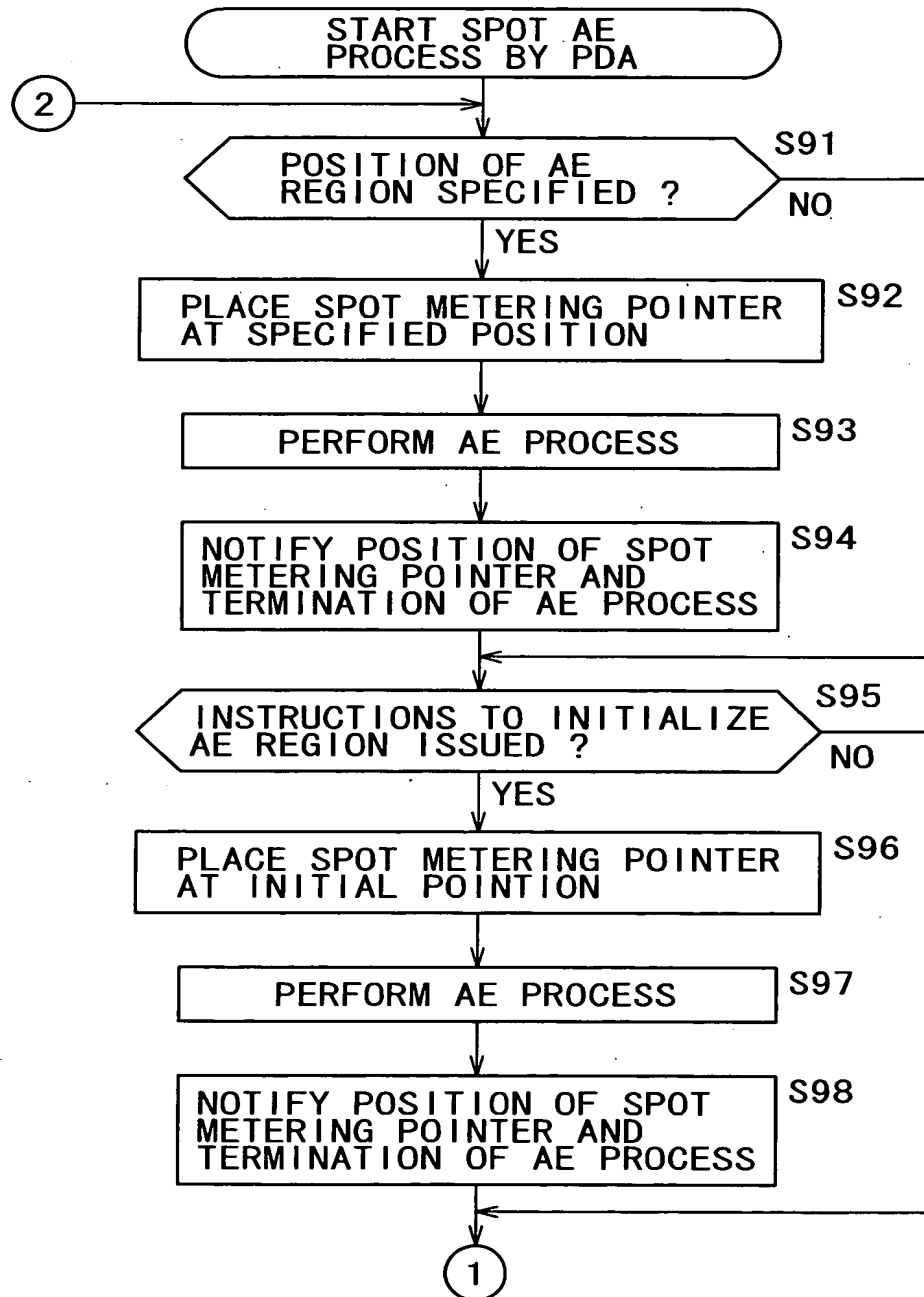 START SPOT AE
PROCESS BY PDA
2
POSITION OF AE
REGION SPECIFIED ?
S91
NO
YES
PLACE SPOT METERING POINTER
AT SPECIFIED POSITION
S92
PERFORM AE PROCESS
S93
NOTIFY POSITION OF SPOT
METERING POINTER AND
TERMINATION OF AE PROCESS
S94
INSTRUCTIONS TO INITIALIZE
AE REGION ISSUED ?
S95
NO
YES
PLACE SPOT METERING POINTER
AT INITIAL POINTION
S96
PERFORM AE PROCESS
S97
NOTIFY POSITION OF SPOT
METERING POINTER AND
TERMINATION OF AE PROCESS
S98
1